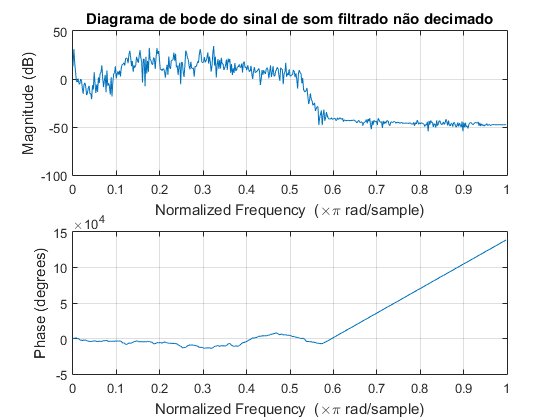 Diagrama de bode do sinal de som filtrado não decimado
Magnitude (dB)
50
0
-50
-100
0 0.1 0.2 0.3 0.4 0.5 0.6 0.7 0.8 0.9 1
Normalized Frequency (×π rad/sample)
×10⁴
Phase (degrees)
15
10
5
0
-5
0 0.1 0.2 0.3 0.4 0.5 0.6 0.7 0.8 0.9 1
Normalized Frequency (×π rad/sample)